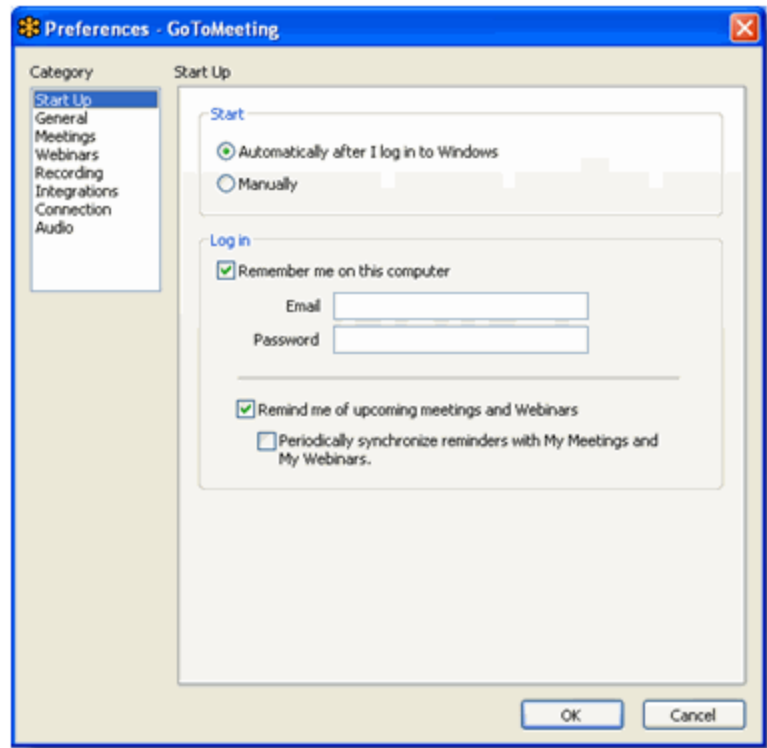 Preferences - GoToMeeting
Category
Start Up
General
Meetings
Webinars
Recording
Integrations
Connection
Audio
Start Up
Start
Automatically after I log in to Windows
Manually
Log in
Remember me on this computer
Email
Password
Remind me of upcoming meetings and Webinars
Periodically synchronize reminders with My Meetings and
My Webinars.
OK
Cancel